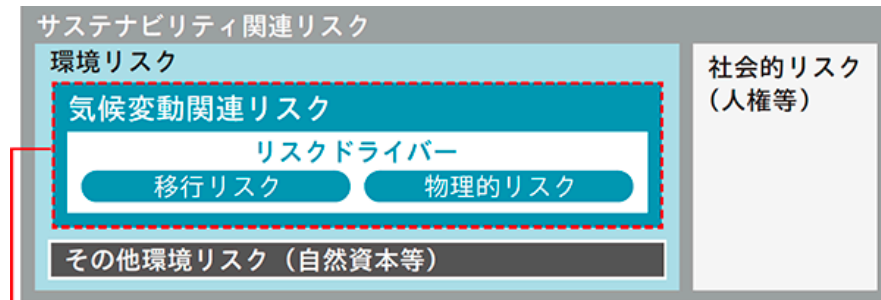 サステナビリティ関連リスク
環境リスク
気候変動関連リスク
リスクドライバー
移行リスク
物理的リスク
その他環境リスク（自然資本等）
社会的リスク
（人権等）